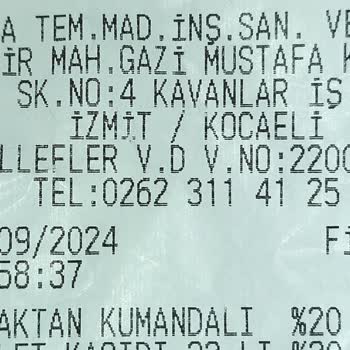 A TEM.MAD.İNŞ.SAN. VE
İR MAH.GAZİ MUSTAFA K
SK.NO:4 KAVANLAR İŞ
İZMİT / KOCAELİ
LLEFLER V.D V.NO:2200
TEL:0262 311 41 25
09/2024 Fİ
58:37
AKTAN KUMANDALI %20